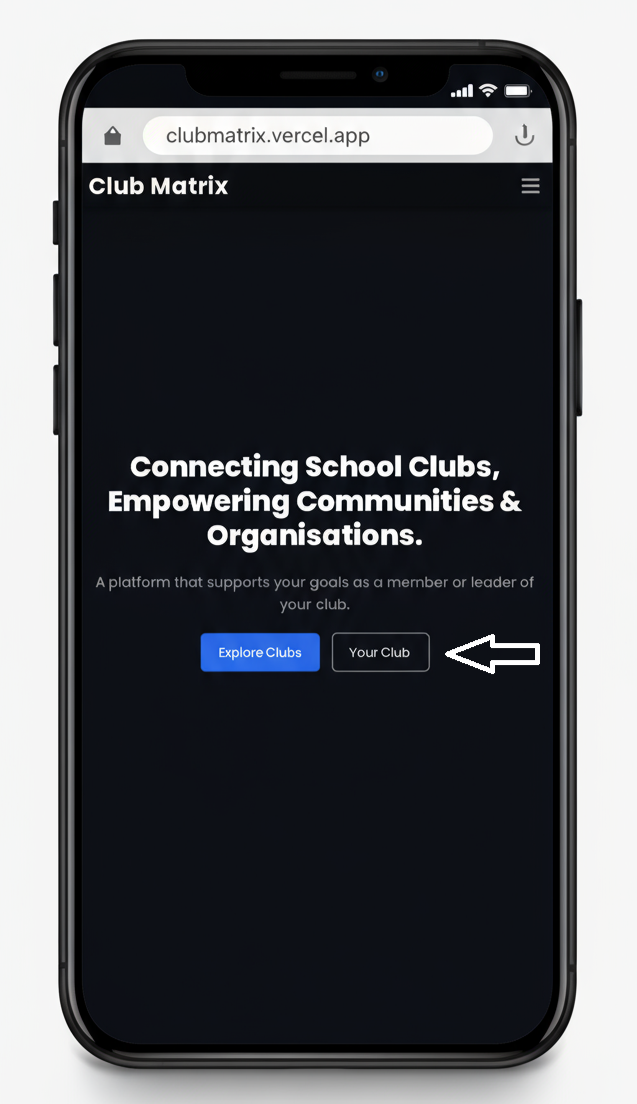 clubmatrix.vercel.app
Club Matrix
Connecting School Clubs,
Empowering Communities &
Organisations.
A platform that supports your goals as a member or leader of
your club.
Explore Clubs
Your Club